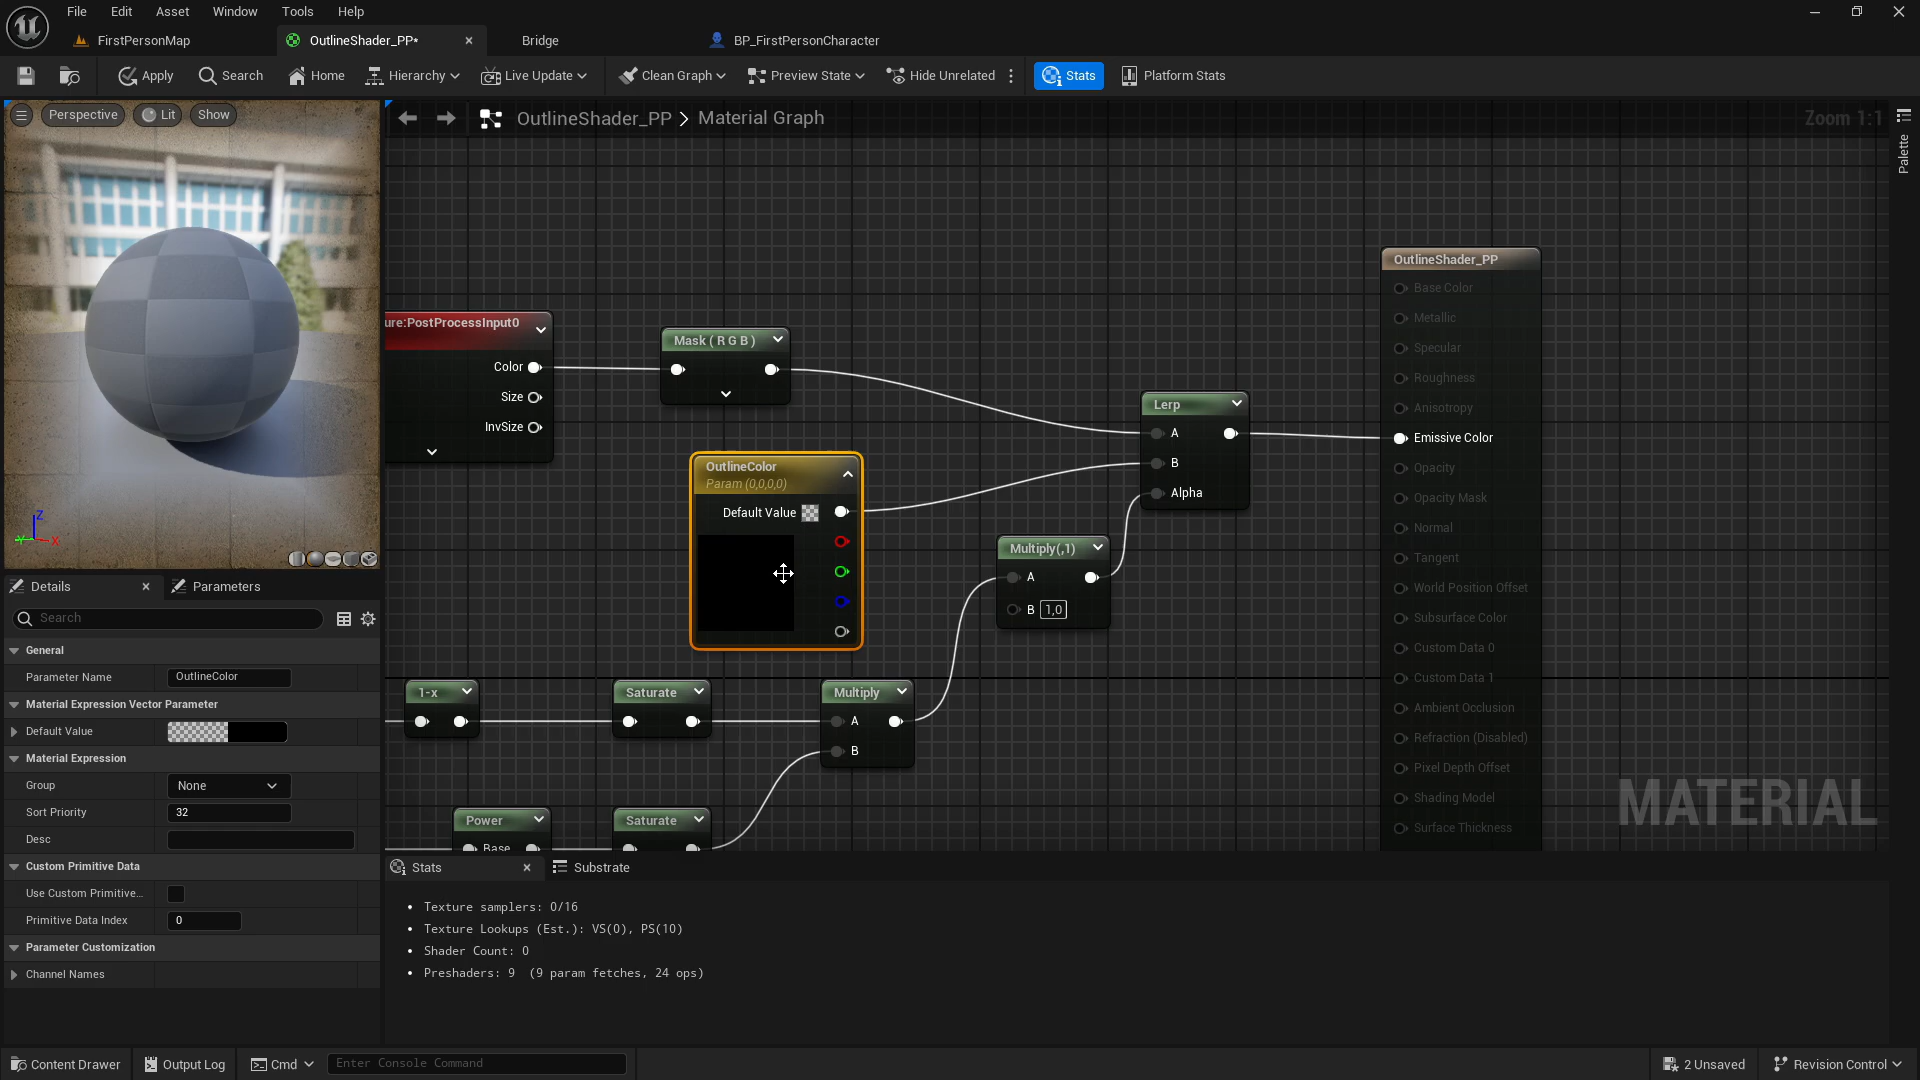 File Edit Asset Window Tools Help
FirstPersonMap
OutlineShader_PP*
Bridge
BP_FirstPersonCharacter
Apply Search Home Hierarchy Live Update Clean Graph Preview State Hide Unrelated Stats Platform Stats
Perspective Lit Show
OutlineShader_PP > Material Graph
Zoom 1:1
Palette
ure:PostProcessInput0
Color
Size
InvSize
Mask ( R G B )
OutlineColor
Param (0,0,0,0)
Default Value
Lerp
A
B
Alpha
Multiply(,1)
A
B 1,0
1-x
Saturate
Multiply
A
B
Power
Base
Saturate
OutlineShader_PP
Base Color
Metallic
Specular
Roughness
Anisotropy
Emissive Color
Opacity
Opacity Mask
Normal
Tangent
World Position Offset
Subsurface Color
Custom Data 0
Custom Data 1
Ambient Occlusion
Refraction (Disabled)
Pixel Depth Offset
Shading Model
Surface Thickness
MATERIAL
Z
Y
X
Details
Parameters
Search
General
Parameter Name OutlineColor
Material Expression Vector Parameter
Default Value
Material Expression
Group None
Sort Priority 32
Desc
Custom Primitive Data
Use Custom Primitive...
Primitive Data Index 0
Parameter Customization
Channel Names
Stats
Substrate
• Texture samplers: 0/16
• Texture Lookups (Est.): VS(0), PS(10)
• Shader Count: 0
• Preshaders: 9 (9 param fetches, 24 ops)
Content Drawer Output Log Cmd Enter Console Command 2 Unsaved Revision Control